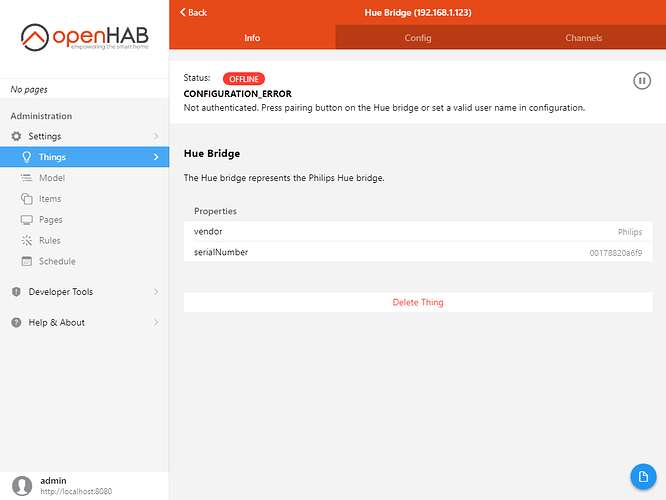 openHAB
empowering the smart home
No pages
Administration
Settings
Things
Model
Items
Pages
Rules
Schedule
Developer Tools
Help & About
admin
http://localhost:8080
Back
Hue Bridge (192.168.1.123)
Info
Config
Channels
Status: OFFLINE
CONFIGURATION_ERROR
Not authenticated. Press pairing button on the Hue bridge or set a valid user name in configuration.
Hue Bridge
The Hue bridge represents the Philips Hue bridge.
Properties
vendor Philips
serialNumber 00178820a6f9
Delete Thing